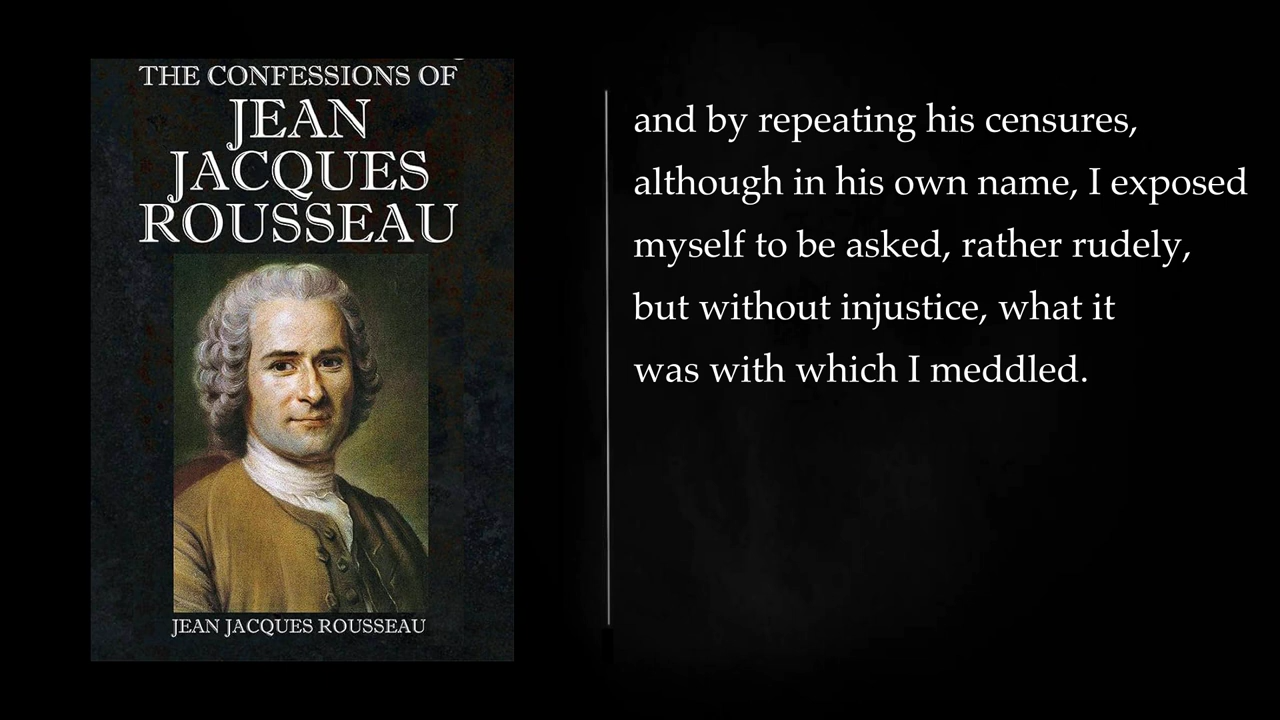 THE CONFESSIONS OF
JEAN
JACQUES
ROUSSEAU
JEAN JACQUES ROUSSEAU
and by repeating his censures,
although in his own name, I exposed
myself to be asked, rather rudely,
but without injustice, what it
was with which I meddled.